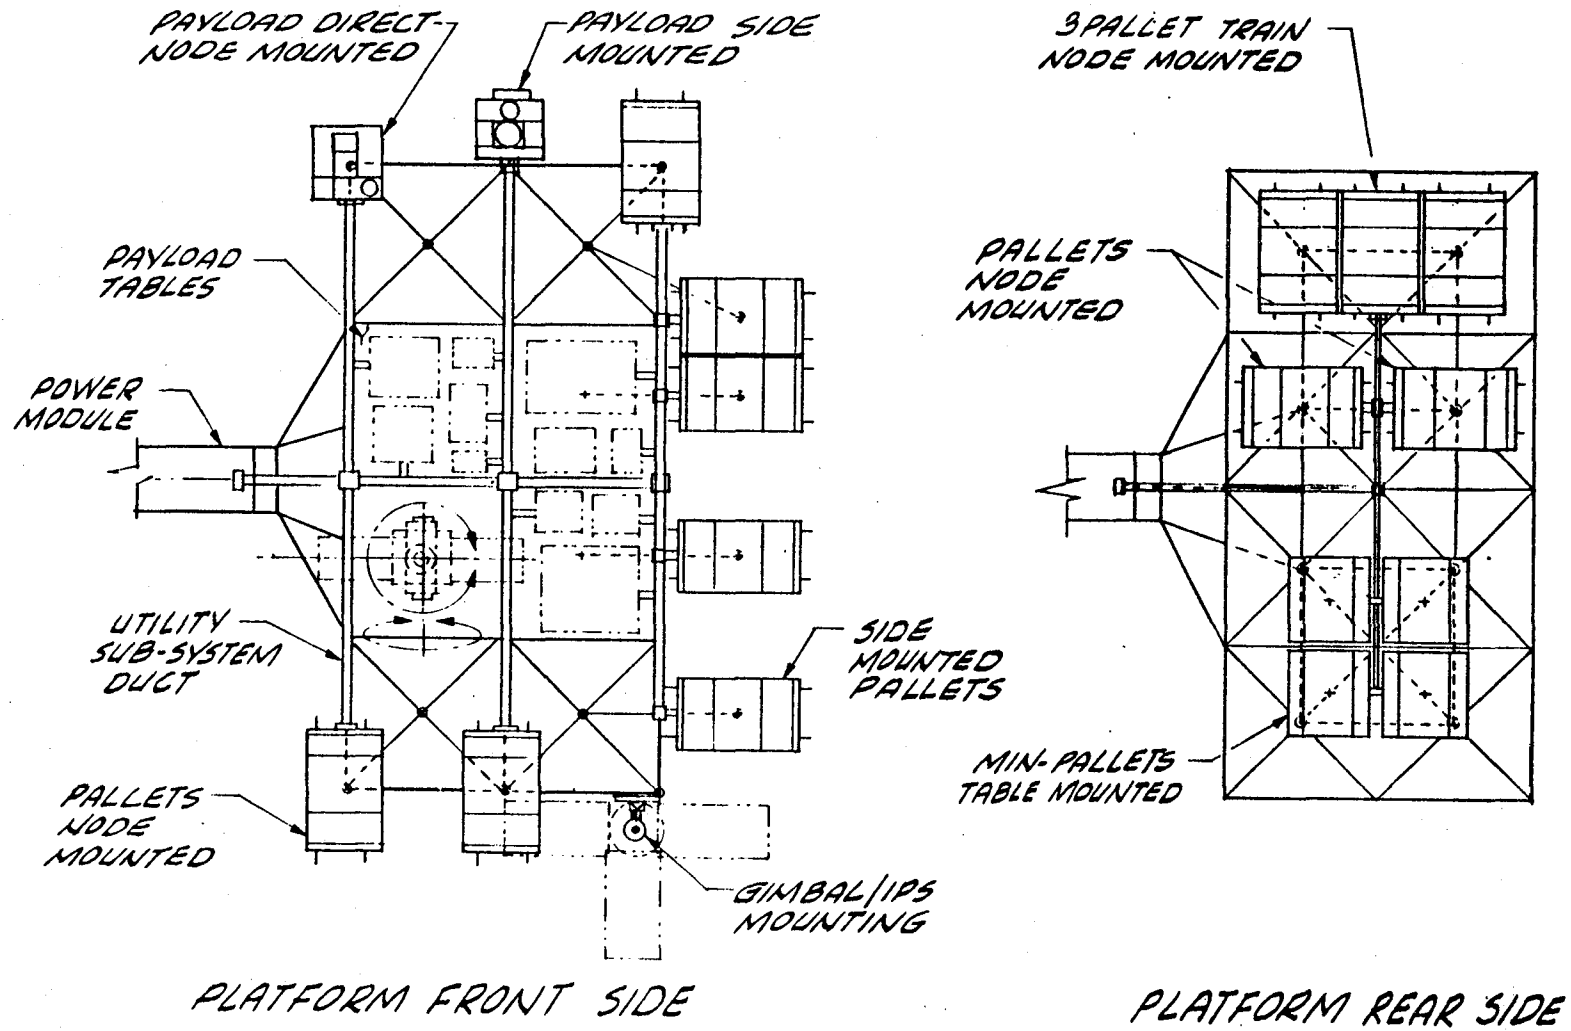 PAYLOAD DIRECT-
NODE MOUNTED
PAYLOAD SIDE
MOUNTED
PAYLOAD
TABLES
POWER
MODULE
UTILITY
SUB-SYSTEM
DUCT
SIDE
MOUNTED
PALLETS
PALLETS
NODE
MOUNTED
GIMBAL/IPS
MOUNTING
PLATFORM FRONT SIDE
3 PALLET TRAIN
NODE MOUNTED
PALLETS
NODE
MOUNTED
MIN-PALLETS
TABLE MOUNTED
PLATFORM REAR SIDE